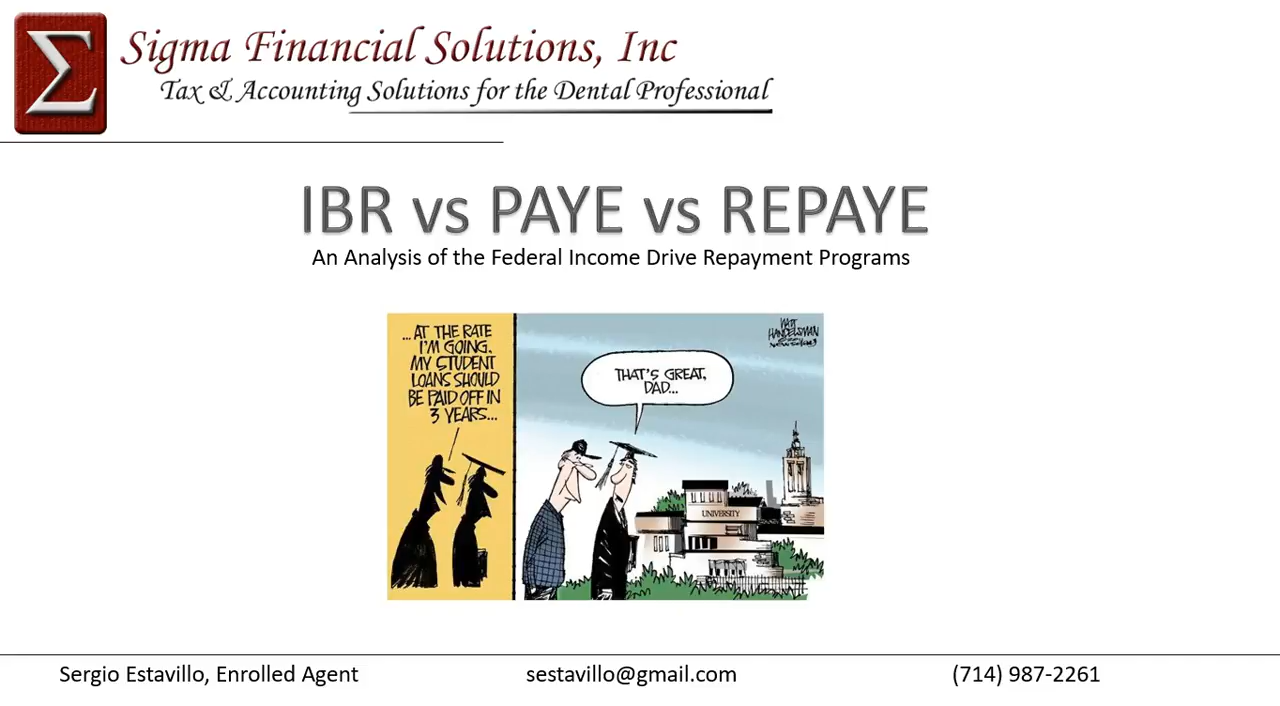 Σ
Sigma Financial Solutions, Inc
Tax & Accounting Solutions for the Dental Professional
IBR vs PAYE vs REPAYE
An Analysis of the Federal Income Drive Repayment Programs
...AT THE RATE
I'M GOING,
MY STUDENT
LOANS SHOULD
BE PAID OFF IN
3 YEARS...
THAT'S GREAT,
DAD...
WALT
HANDELSMAN
UNIVERSITY
Sergio Estavillo, Enrolled Agent
sestavillo@gmail.com
(714) 987-2261